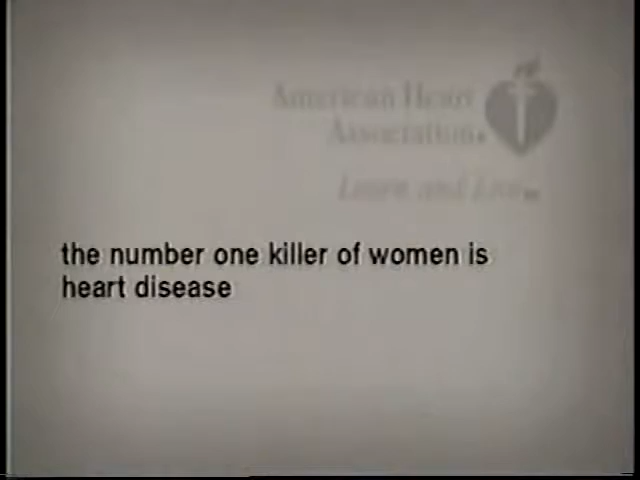 American Heart
Association
Learn and Live
the number one killer of women is
heart disease